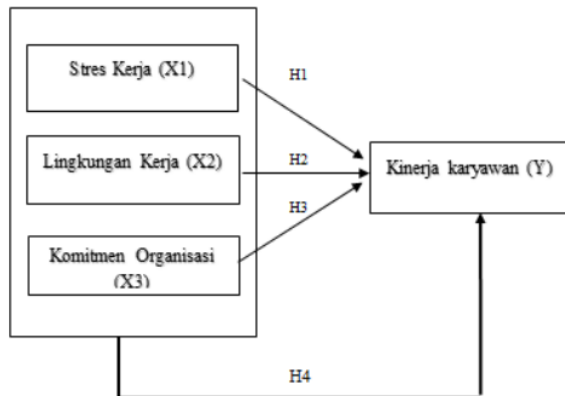 Stres Kerja (X1)
H1
Lingkungan Kerja (X2)
H2
Kinerja karyawan (Y)
H3
Komitmen Organisasi
(X3)
H4